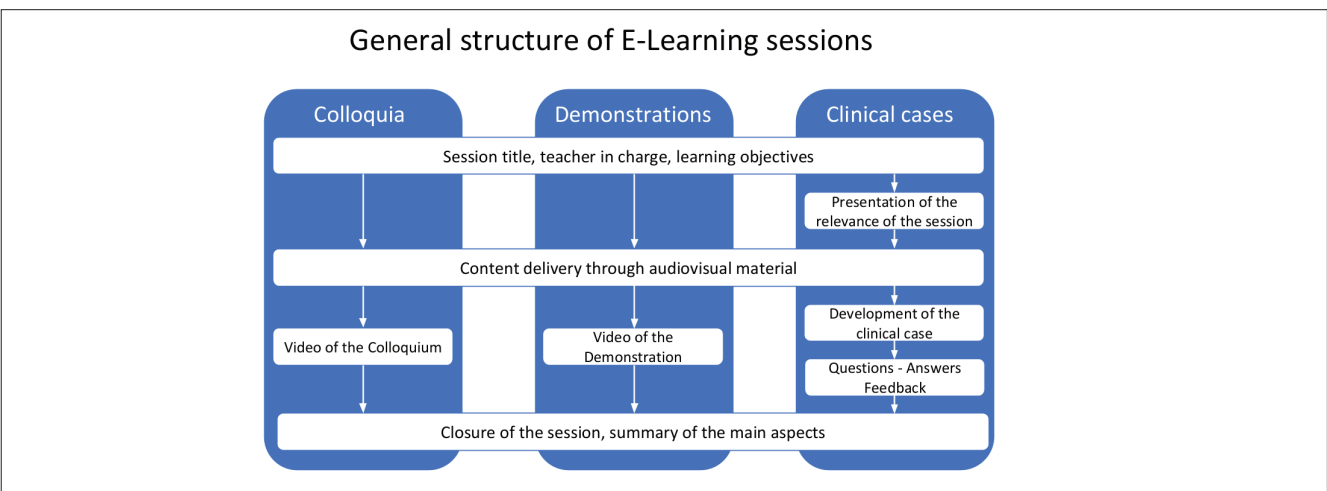 General structure of E-Learning sessions
Colloquia
Demonstrations
Clinical cases
Session title, teacher in charge, learning objectives
Presentation of the
relevance of the session
Content delivery through audiovisual material
Video of the Colloquium
Video of the
Demonstration
Development of the
clinical case
Questions - Answers
Feedback
Closure of the session, summary of the main aspects